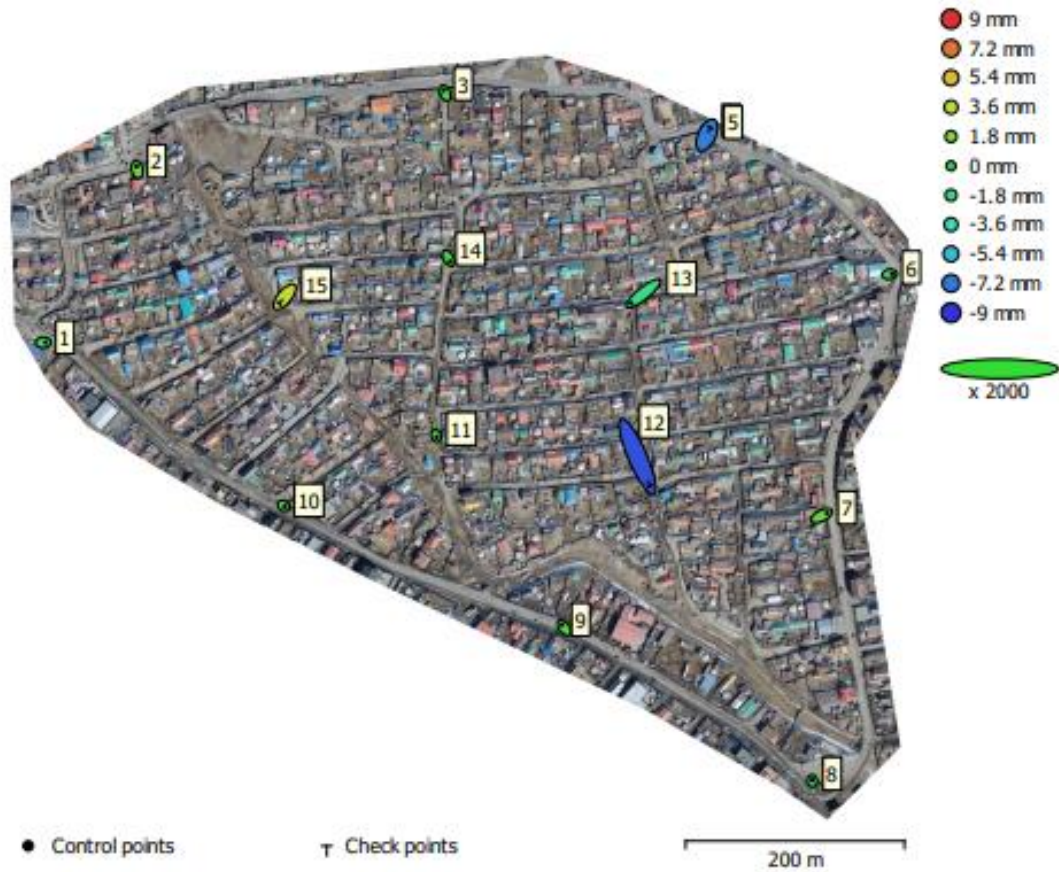 9 mm
7.2 mm
5.4 mm
3.6 mm
1.8 mm
0 mm
-1.8 mm
-3.6 mm
-5.4 mm
-7.2 mm
-9 mm
x 2000
3
5
2
14
6
13
15
1
12
11
10
7
9
8
Control points
Check points
200 m